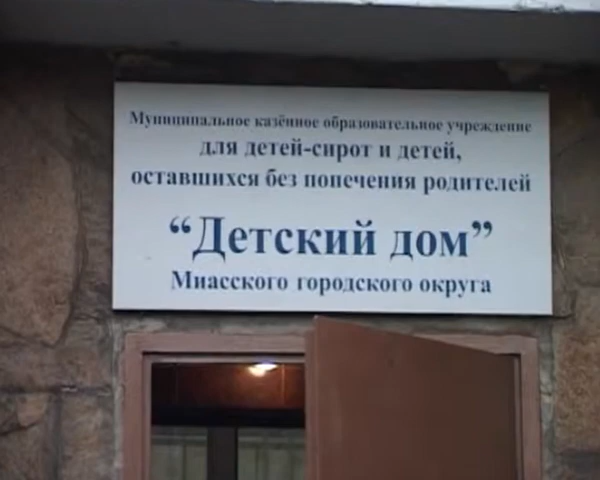 Муниципальное казённое образовательное учреждение
для детей-сирот и детей,
оставшихся без попечения родителей
“Детский дом”
Миасского городского округа